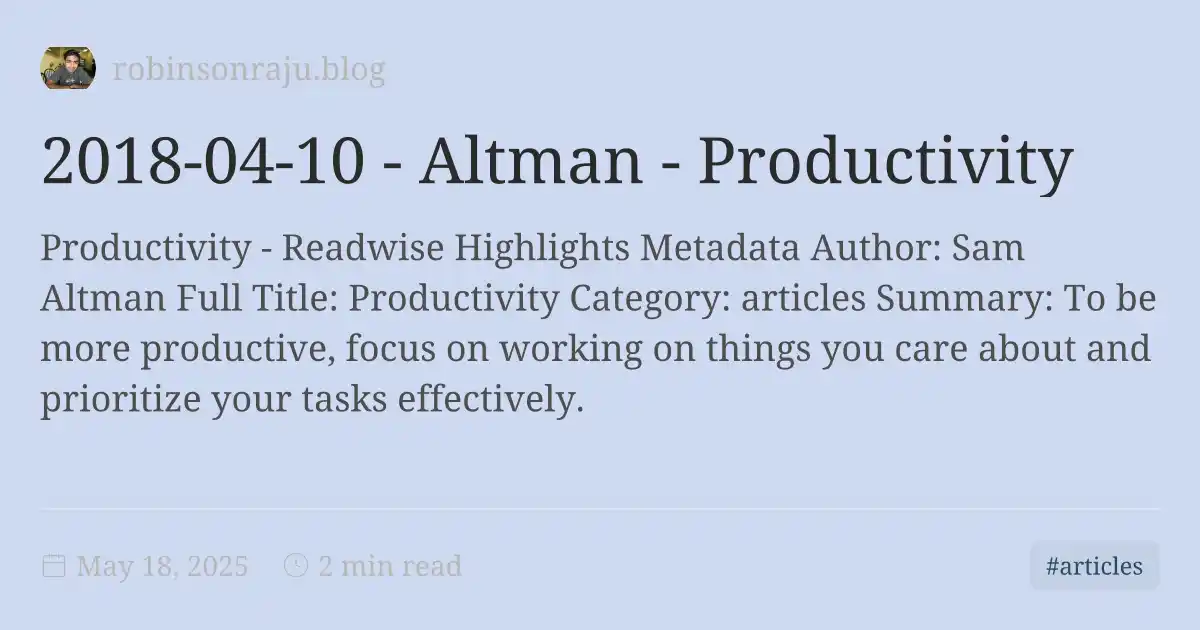 robinsonraju.blog
2018-04-10 - Altman - Productivity
Productivity - Readwise Highlights Metadata Author: Sam
Altman Full Title: Productivity Category: articles Summary: To be
more productive, focus on working on things you care about and
prioritize your tasks effectively.
May 18, 2025 2 min read
#articles